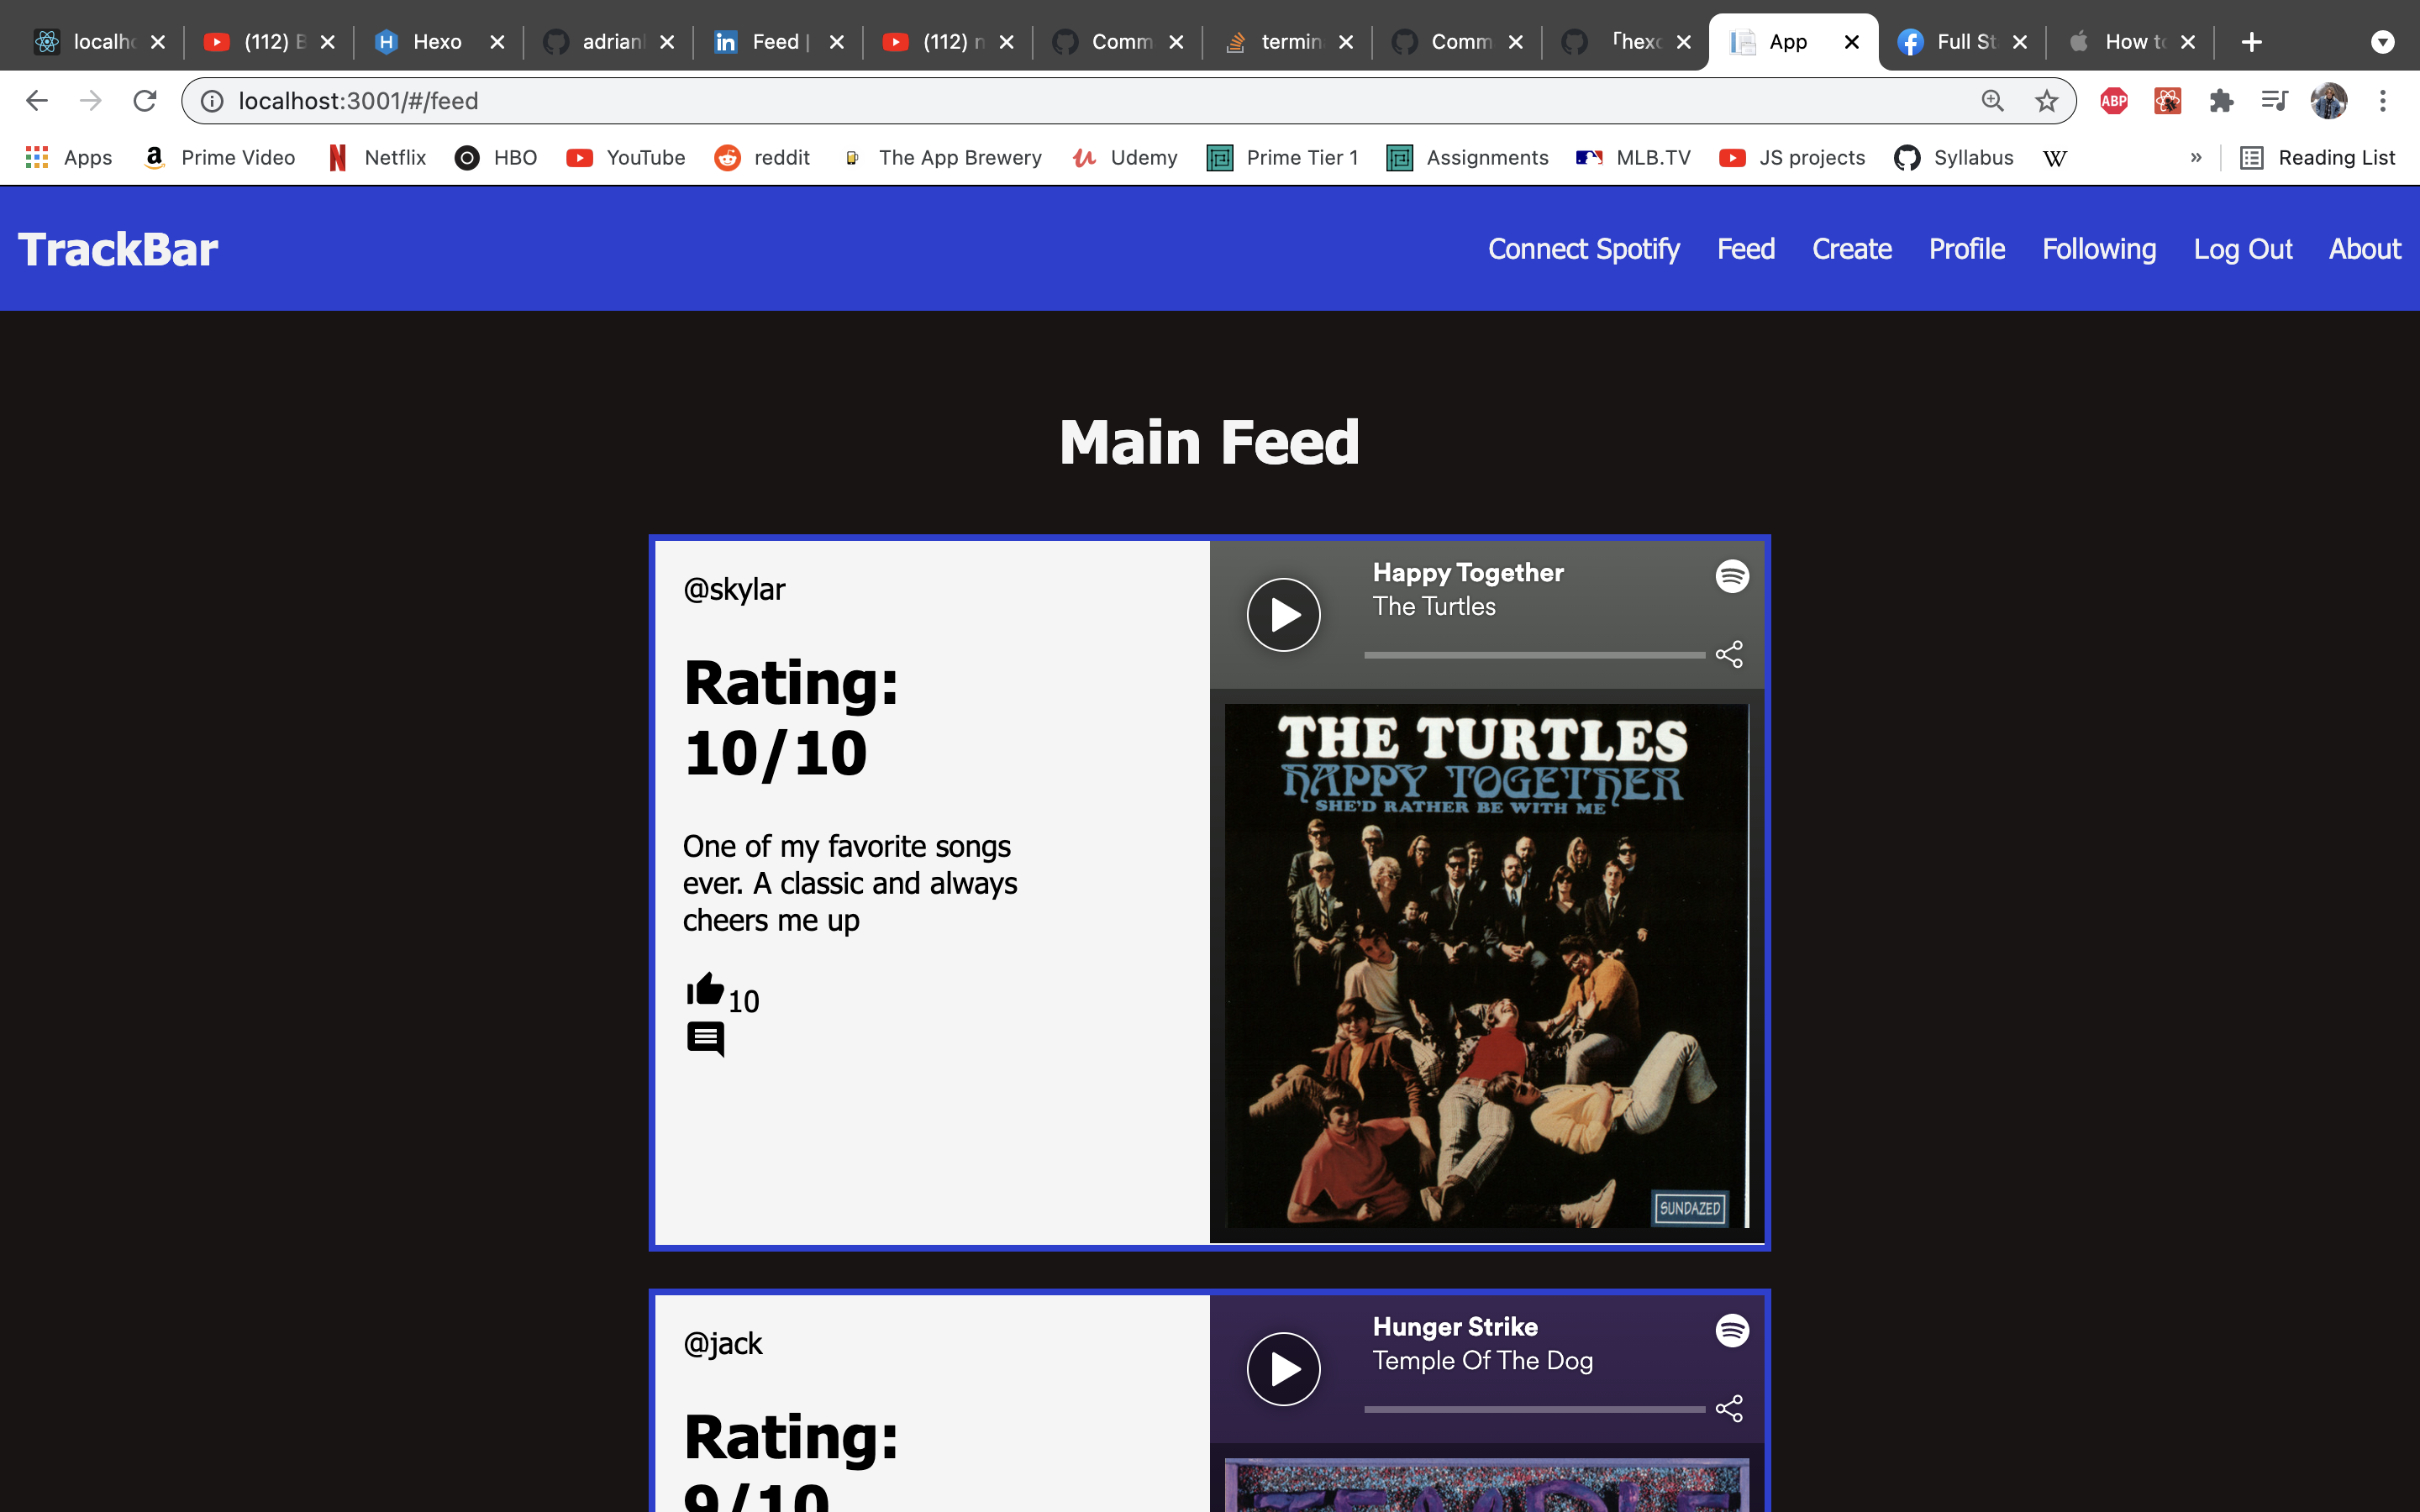 localh
(112) E
Hexo
adrianl
Feed |
(112) n
Comm
termin
Comm
「hexo
App
Full St
How to
localhost:3001/#/feed
ABP
Apps
Prime Video
Netflix
HBO
YouTube
reddit
The App Brewery
Udemy
Prime Tier 1
Assignments
MLB.TV
JS projects
Syllabus
W
»
Reading List
TrackBar
Connect Spotify
Feed
Create
Profile
Following
Log Out
About
Main Feed
@skylar
Rating:
10/10
One of my favorite songs
ever. A classic and always
cheers me up
10
Happy Together
The Turtles
THE TURTLES
HAPPY TOGETHER
SHE'D RATHER BE WITH ME
SUNDAZED
@jack
Rating:
9/10
Hunger Strike
Temple Of The Dog
TEMPLE